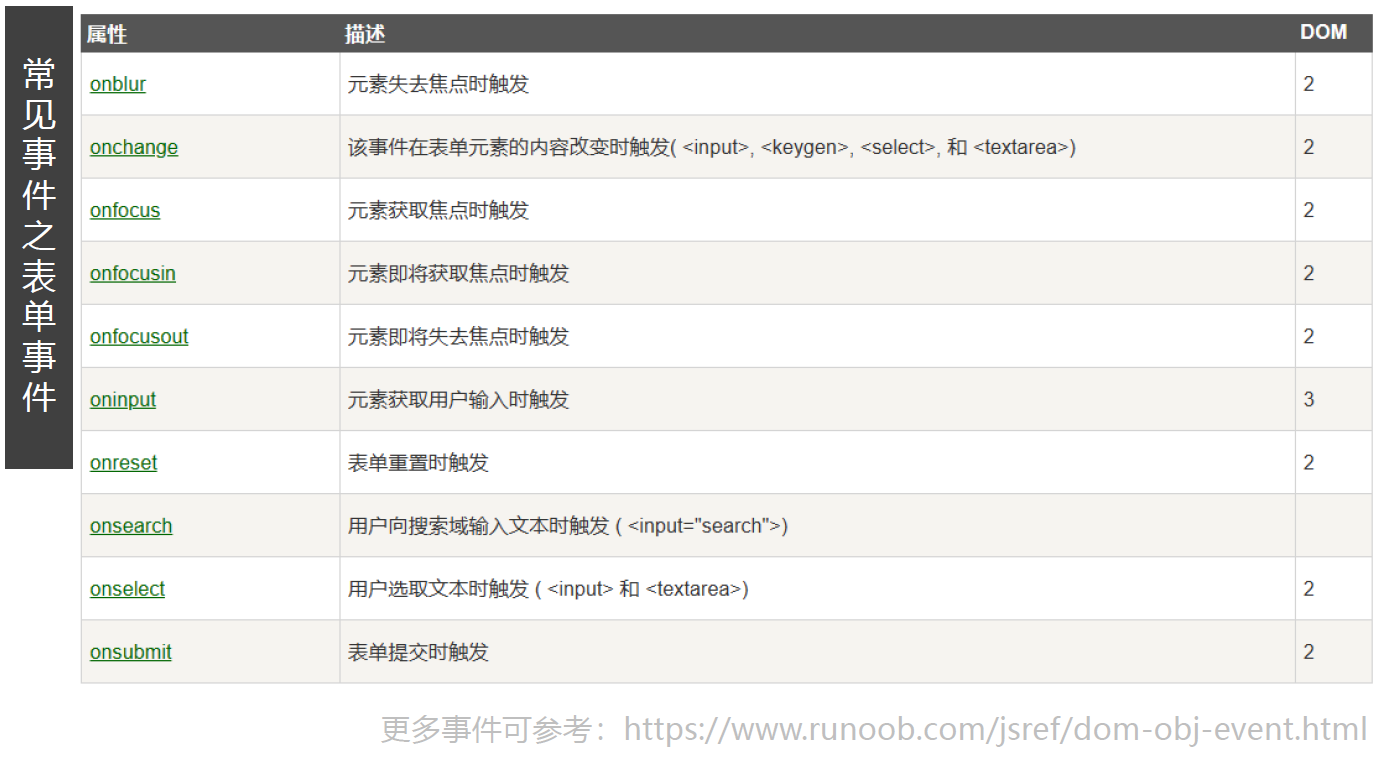 常见事件之表单事件
属性 描述 DOM
onblur 元素失去焦点时触发 2
onchange 该事件在表单元素的内容改变时触发( <input>, <keygen>, <select>, 和 <textarea>) 2
onfocus 元素获取焦点时触发 2
onfocusin 元素即将获取焦点时触发 2
onfocusout 元素即将失去焦点时触发 2
oninput 元素获取用户输入时触发 3
onreset 表单重置时触发 2
onsearch 用户向搜索域输入文本时触发 ( <input="search">)
onselect 用户选取文本时触发 ( <input> 和 <textarea>) 2
onsubmit 表单提交时触发 2
更多事件可参考：https://www.runoob.com/jsref/dom-obj-event.html